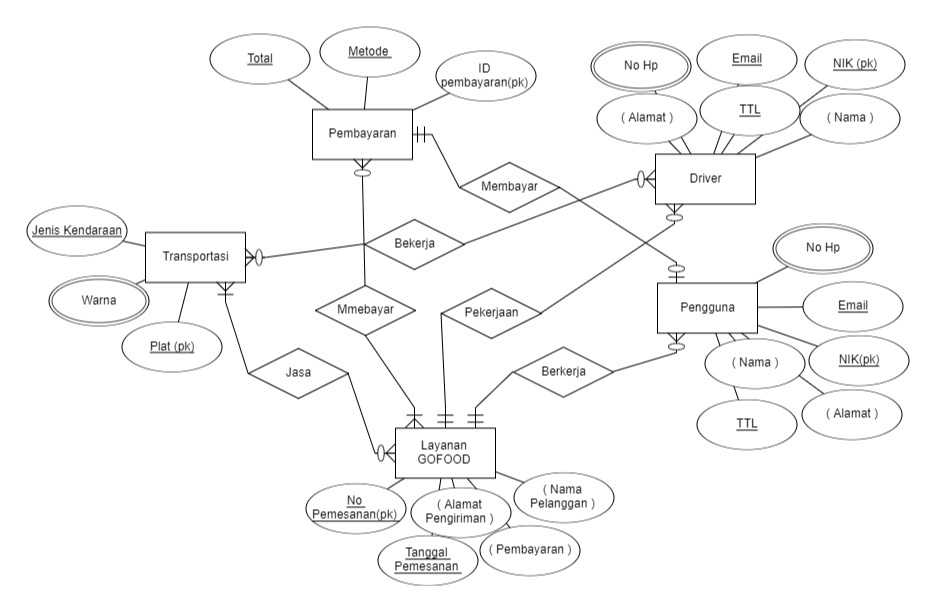 Total
Metode
ID
pembayaran(pk)
Pembayaran
No Hp
Email
NIK (pk)
( Alamat )
TTL
( Nama )
Driver
Membayar
Jenis Kendaraan
Transportasi
Warna
Plat (pk)
Bekerja
No Hp
Pengguna
Email
NIK(pk)
( Nama )
( Alamat )
TTL
Mmebayar
Pekerjaan
Jasa
Berkerja
Layanan
GOFOOD
No
Pemesanan(pk)
( Alamat
Pengiriman )
( Nama
Pelanggan )
Tanggal
Pemesanan
( Pembayaran )